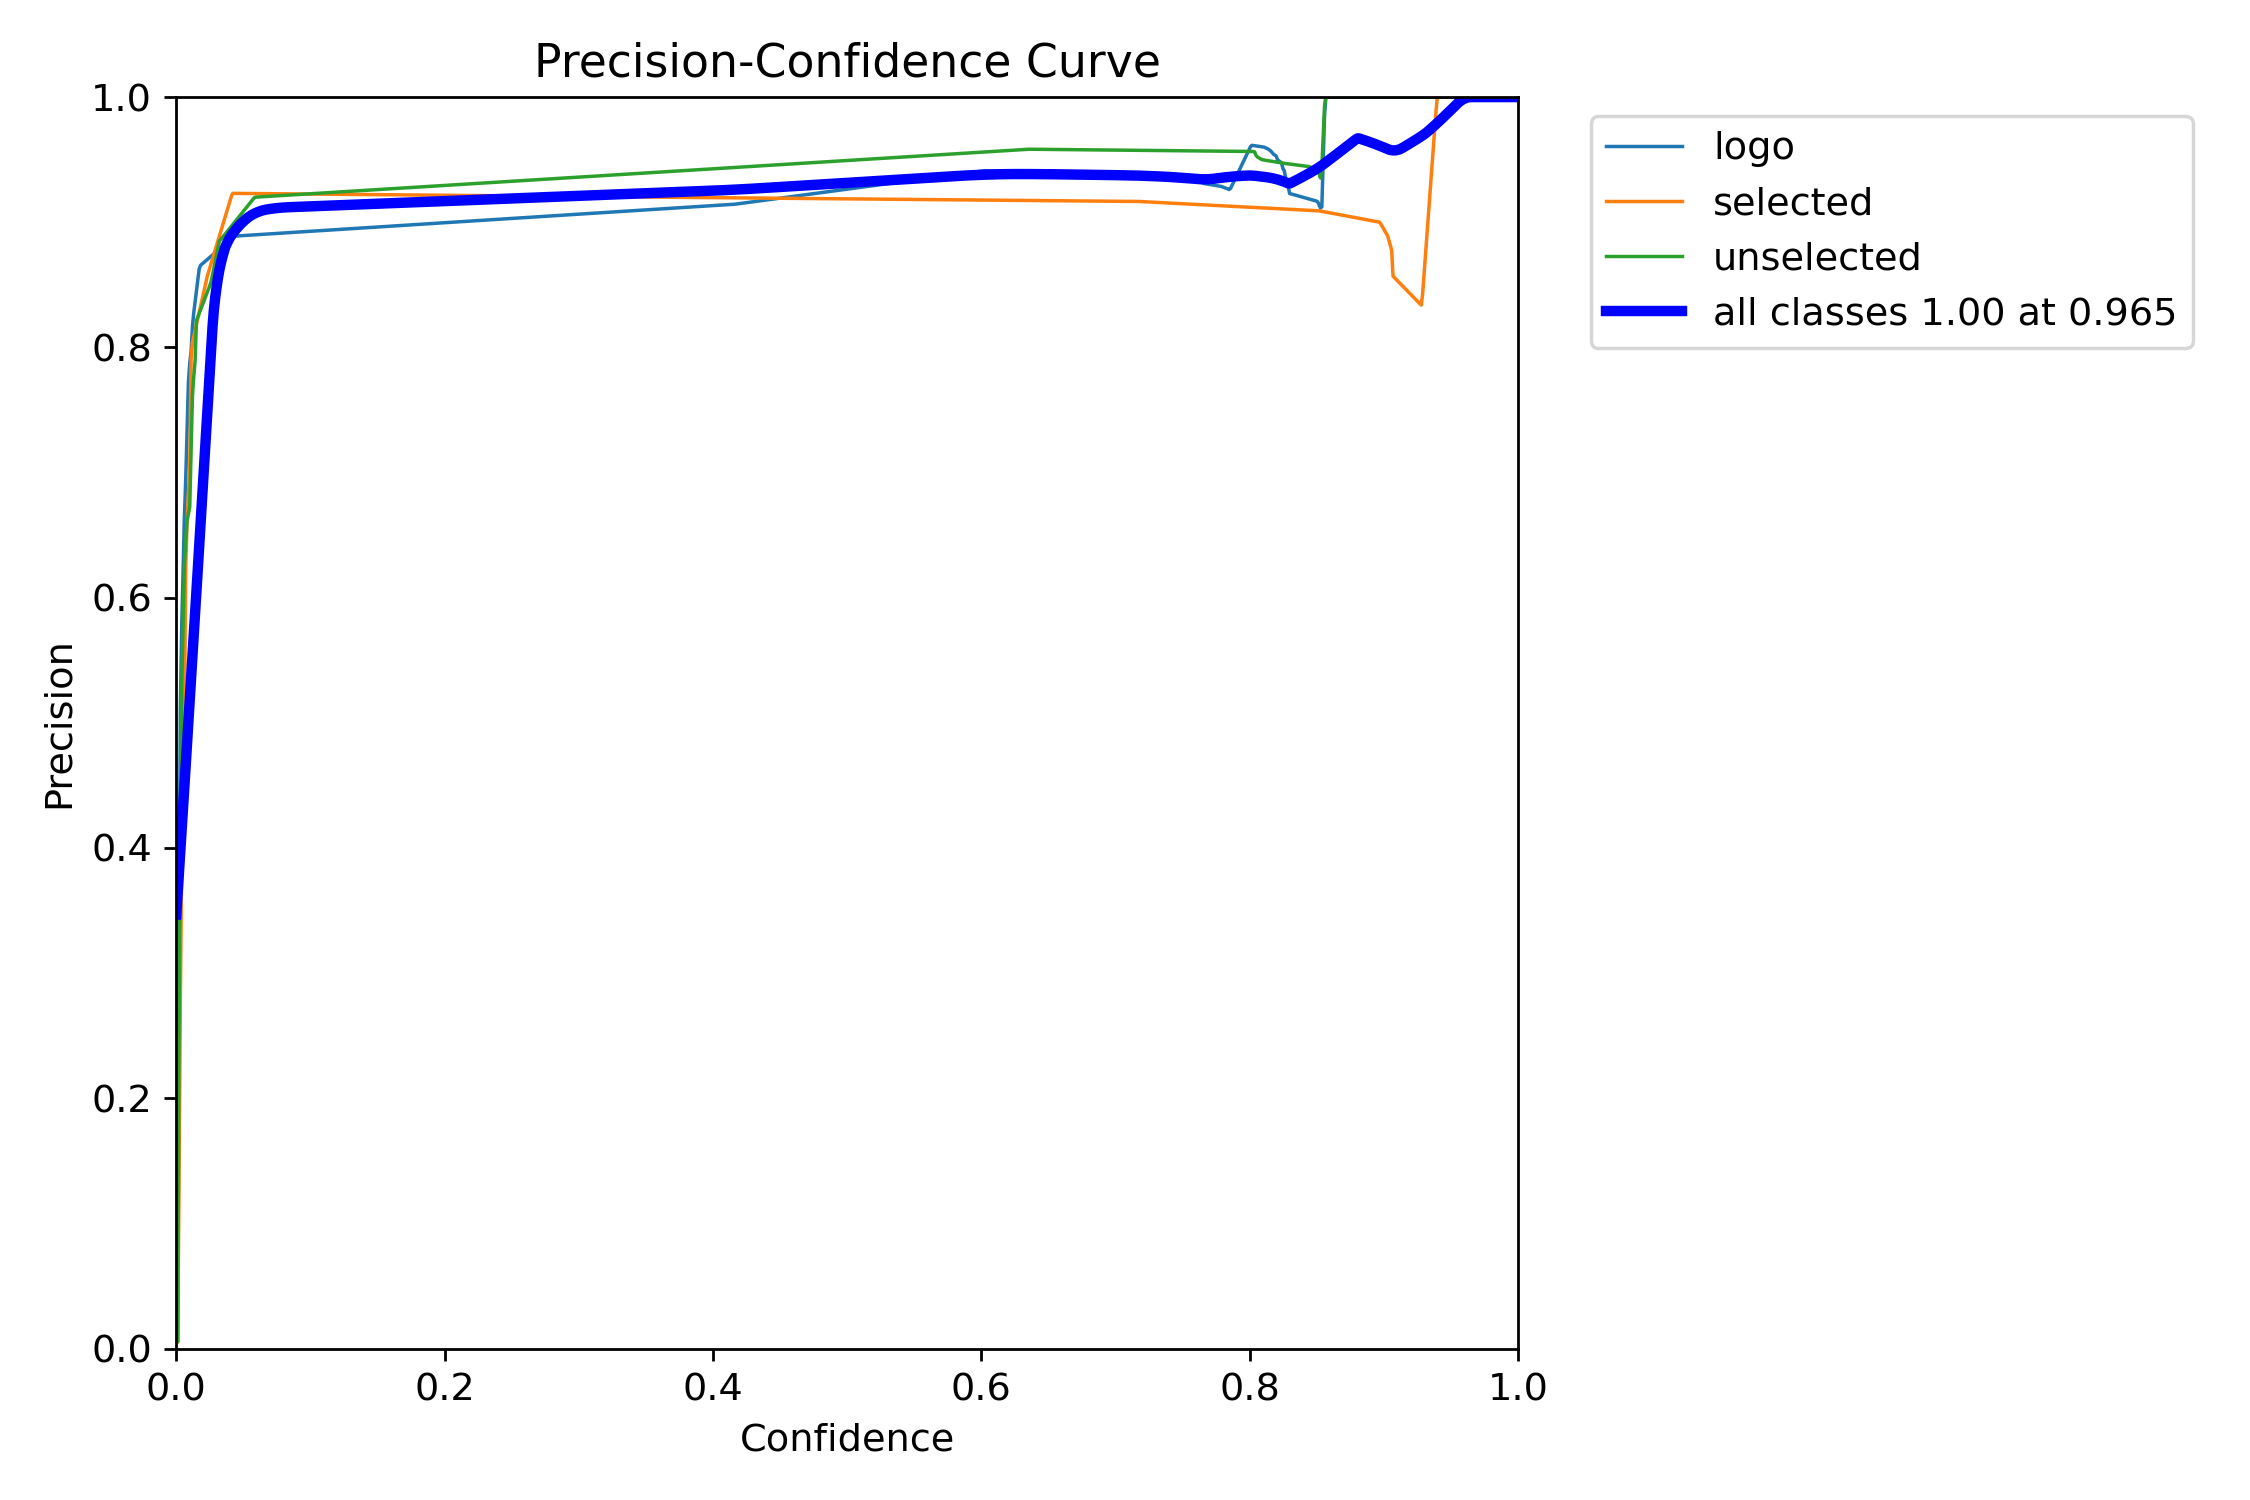 Precision-Confidence Curve
1.0
0.8
0.6
0.4
0.2
0.0
Precision
0.0 0.2 0.4 0.6 0.8 1.0
Confidence
logo
selected
unselected
all classes 1.00 at 0.965